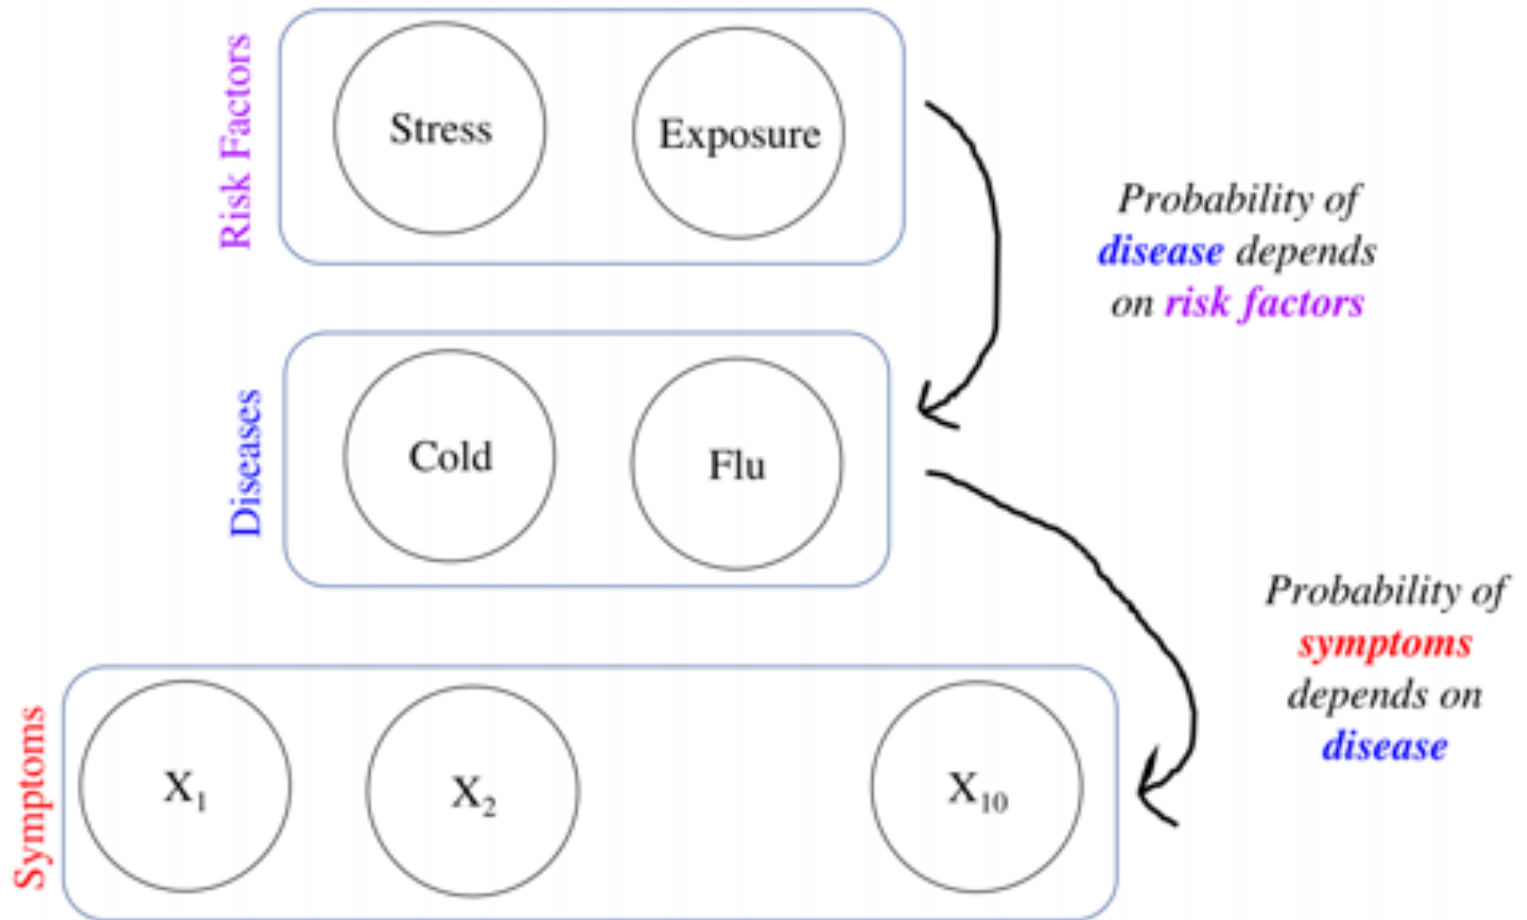 Risk Factors
Stress
Exposure
Probability of
disease depends
on risk factors
Diseases
Cold
Flu
Probability of
symptoms
depends on
disease
Symptoms
X₁
X₂
X₁₀